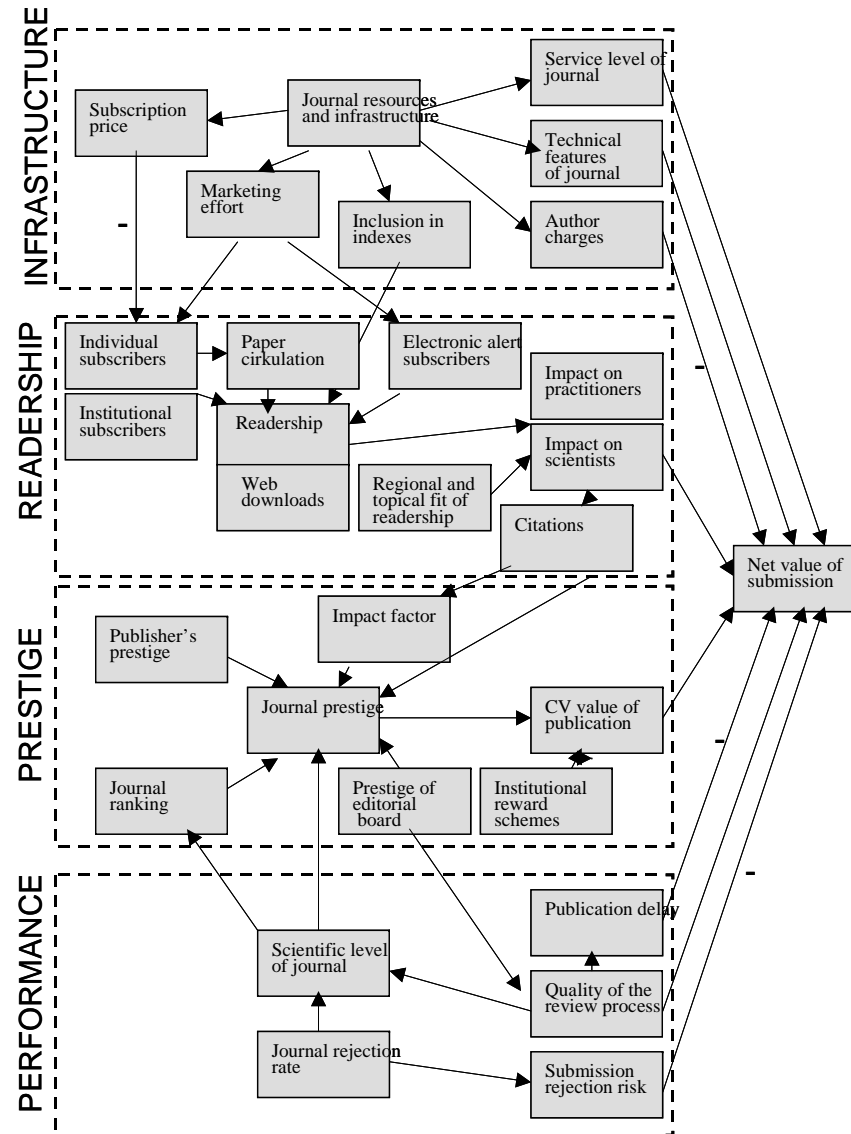 INFRASTRUCTURE
Service level of
journal
Subscription
price
Journal resources
and infrastructure
Technical
features
of journal
Marketing
effort
Inclusion in
indexes
Author
charges
-
READERSHIP
Individual
subscribers
Paper
cirkulation
Electronic alert
subscribers
Impact on
practitioners
-
Institutional
subscribers
Readership
Impact on
scientists
Web
downloads
Regional and
topical fit of
readership
Citations
Net value of
submission
PRESTIGE
Impact factor
Publisher's
prestige
Journal prestige
CV value of
publication
-
Journal
ranking
Prestige of
editorial
board
Institutional
reward
schemes
PERFORMANCE
-
Publication delay
Scientific level
of journal
Quality of the
review process
Journal rejection
rate
Submission
rejection risk